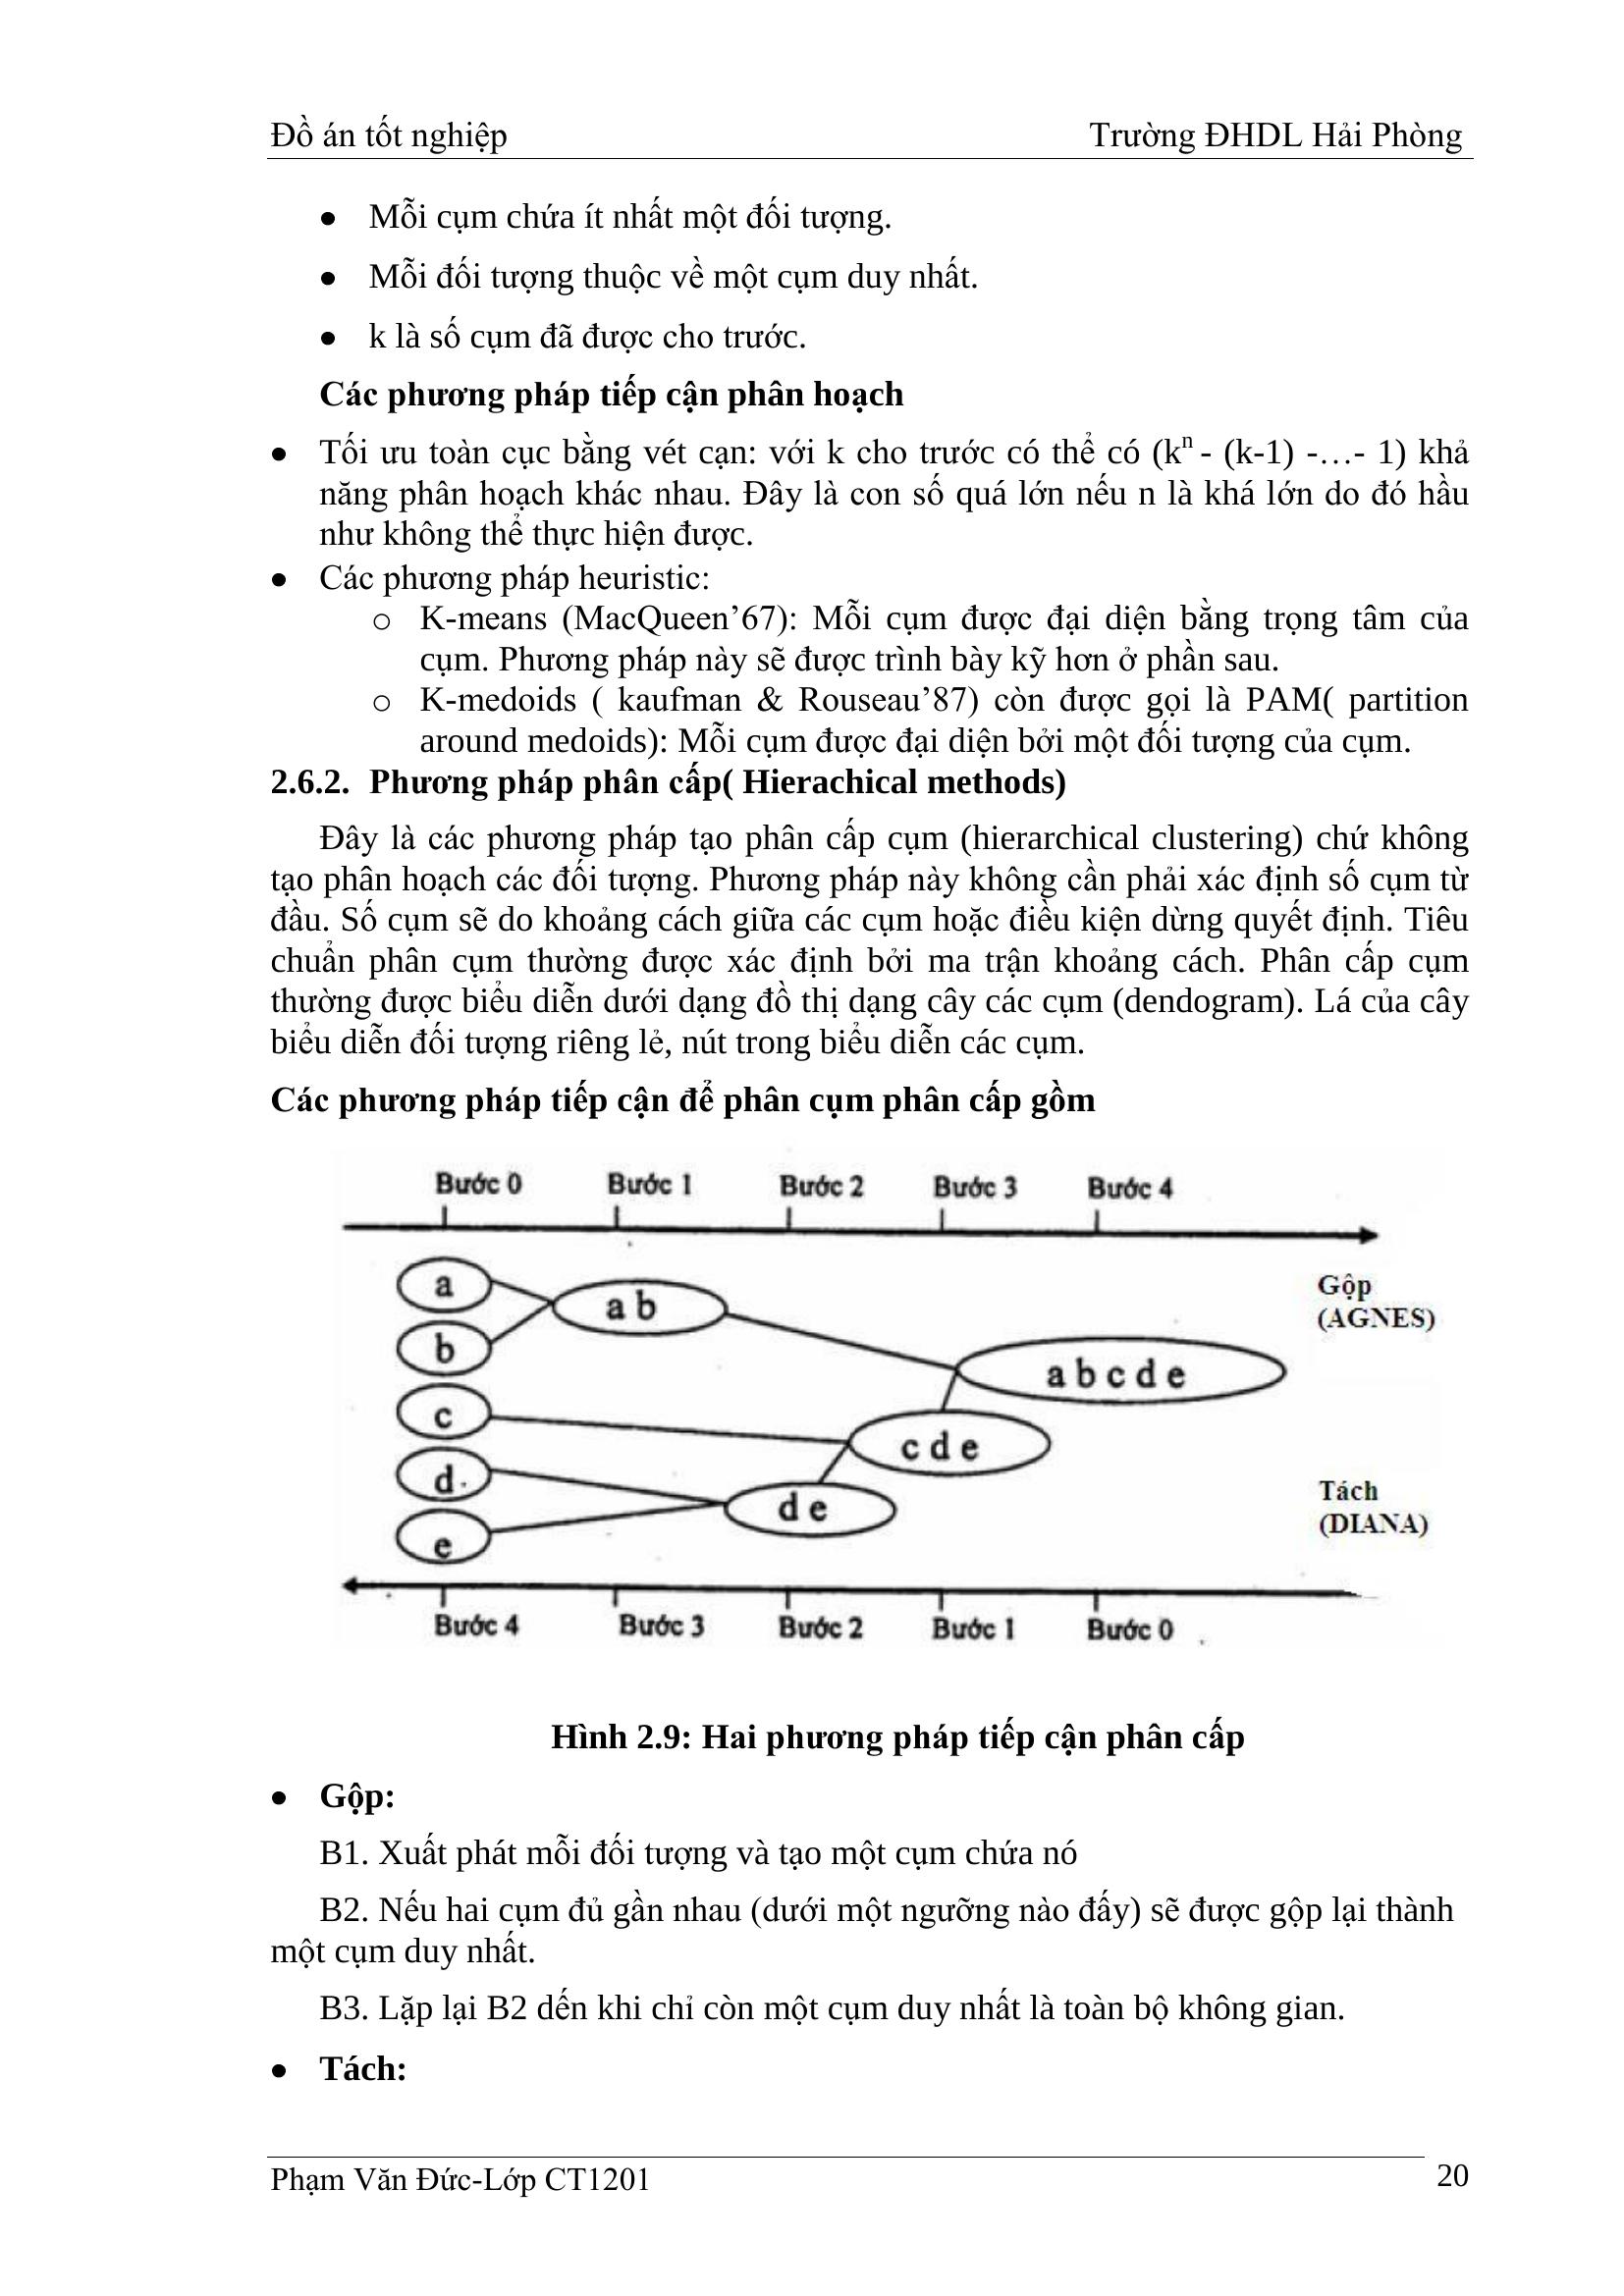 Đồ án tốt nghiệp Trường ĐHDL Hải Phòng
• Mỗi cụm chứa ít nhất một đối tượng.
• Mỗi đối tượng thuộc về một cụm duy nhất.
• k là số cụm đã được cho trước.
Các phương pháp tiếp cận phân hoạch
• Tối ưu toàn cục bằng vét cạn: với k cho trước có thể có (kⁿ - (k-1) -…- 1) khả
năng phân hoạch khác nhau. Đây là con số quá lớn nếu n là khá lớn do đó hầu
như không thể thực hiện được.
• Các phương pháp heuristic:
o K-means (MacQueen’67): Mỗi cụm được đại diện bằng trọng tâm của
cụm. Phương pháp này sẽ được trình bày kỹ hơn ở phần sau.
o K-medoids ( kaufman & Rouseau’87) còn được gọi là PAM( partition
around medoids): Mỗi cụm được đại diện bởi một đối tượng của cụm.
2.6.2. Phương pháp phân cấp( Hierachical methods)
Đây là các phương pháp tạo phân cấp cụm (hierarchical clustering) chứ không
tạo phân hoạch các đối tượng. Phương pháp này không cần phải xác định số cụm từ
đầu. Số cụm sẽ do khoảng cách giữa các cụm hoặc điều kiện dừng quyết định. Tiêu
chuẩn phân cụm thường được xác định bởi ma trận khoảng cách. Phân cấp cụm
thường được biểu diễn dưới dạng đồ thị dạng cây các cụm (dendogram). Lá của cây
biểu diễn đối tượng riêng lẻ, nút trong biểu diễn các cụm.
Các phương pháp tiếp cận để phân cụm phân cấp gồm
Bước 0 Bước 1 Bước 2 Bước 3 Bước 4
a
a b
Gộp
(AGNES)
b
a b c d e
c
c d e
d
d e
Tách
(DIANA)
e
Bước 4 Bước 3 Bước 2 Bước 1 Bước 0
Hình 2.9: Hai phương pháp tiếp cận phân cấp
• Gộp:
B1. Xuất phát mỗi đối tượng và tạo một cụm chứa nó
B2. Nếu hai cụm đủ gần nhau (dưới một ngưỡng nào đấy) sẽ được gộp lại thành
một cụm duy nhất.
B3. Lặp lại B2 dến khi chỉ còn một cụm duy nhất là toàn bộ không gian.
• Tách:
Phạm Văn Đức-Lớp CT1201 20